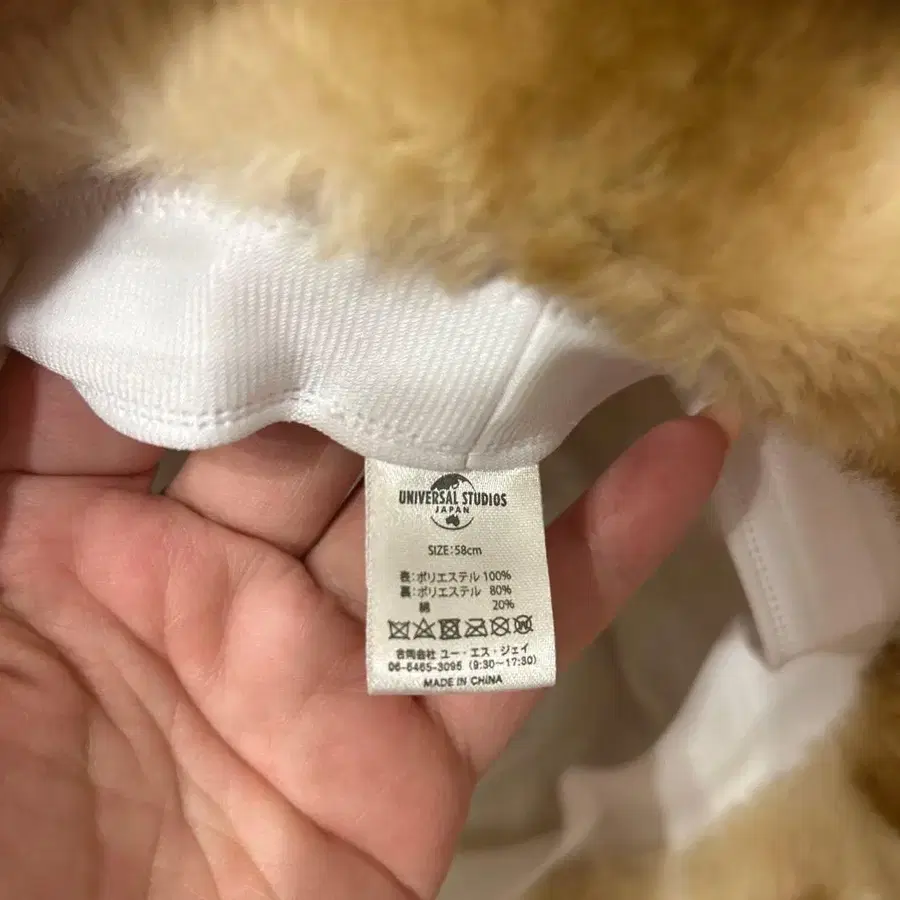 UNIVERSAL STUDIOS
JAPAN
SIZE:58cm
表:ポリエステル 100%
裏:ポリエステル 80%
綿 20%
合同会社 ユー・エス・ジェイ
06-6465-3095 (9:30~17:30)
MADE IN CHINA